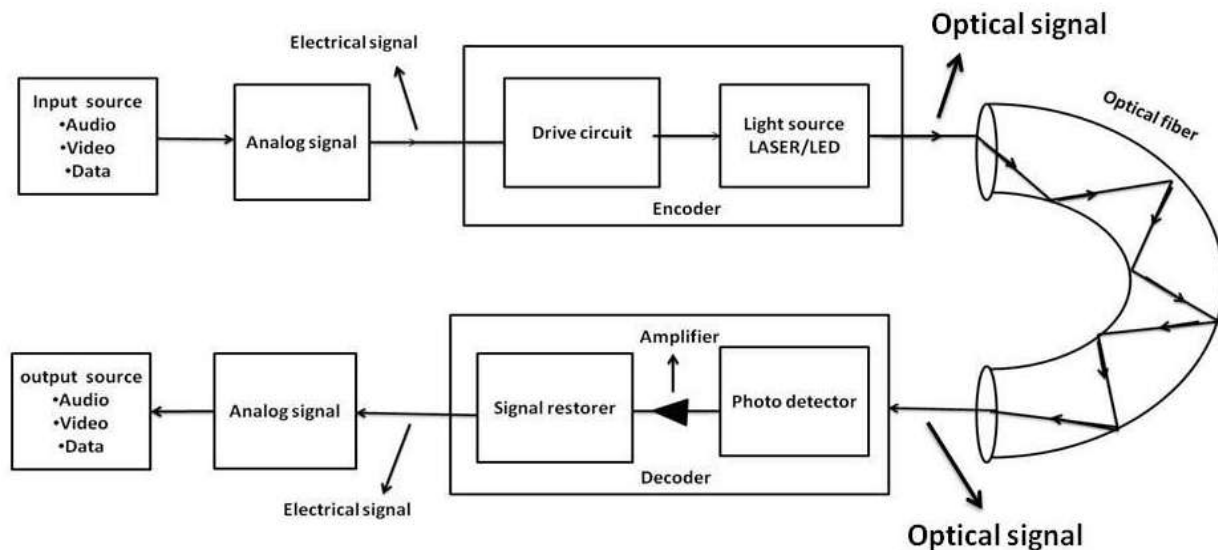 Optical signal
Electrical signal
Input source
•Audio
•Video
•Data
Analog signal
Drive circuit
Light source
LASER/LED
Encoder
Optical fiber
Amplifier
output source
•Audio
•Video
•Data
Analog signal
Signal restorer
Photo detector
Decoder
Electrical signal
Optical signal